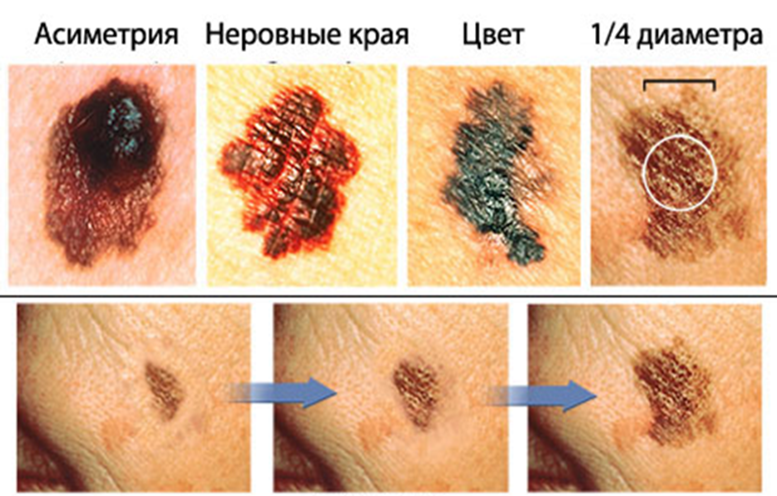 Асиметрия
Неровные края
Цвет
1/4 диаметра